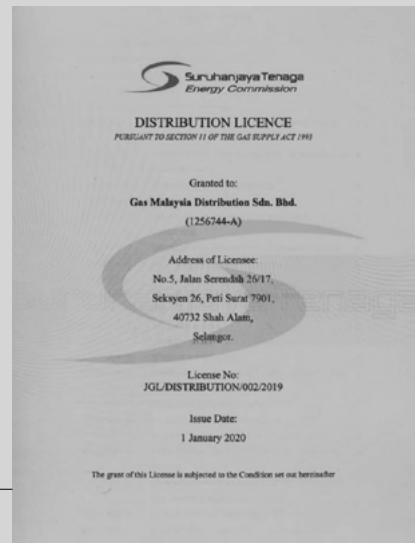 Suruhanjaya Tenaga
Energy Commission
DISTRIBUTION LICENCE
PURSUANT TO SECTION 11 OF THE GAS SUPPLY ACT 1993
Granted to:
Gas Malaysia Distribution Sdn. Bhd.
(1256744-A)
Address of Licensee:
No.5, Jalan Serendah 26/17,
Seksyen 26, Peti Surat 7901,
40732 Shah Alam,
Selangor.
License No:
JGL/DISTRIBUTION/002/2019
Issue Date:
1 January 2020
The grant of this License is subjected to the Condition set out hereinafter